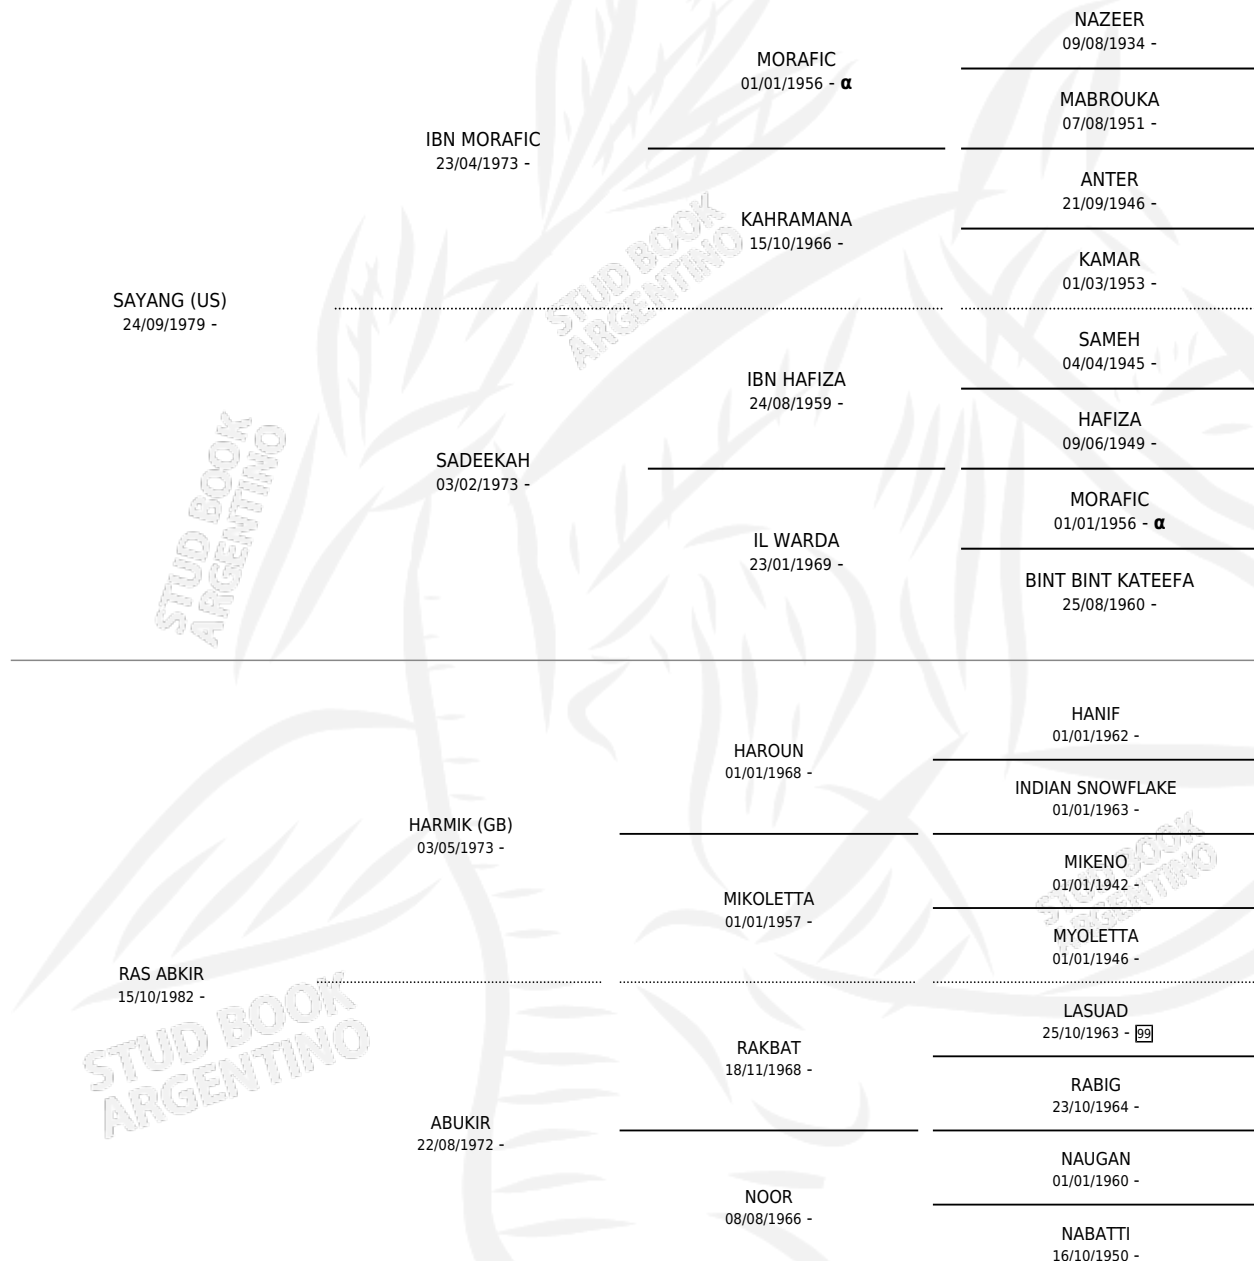 NAZEER
09/08/1934 -
MORAFIC
01/01/1956 - α
MABROUKA
07/08/1951 -
IBN MORAFIC
23/04/1973 -
ANTER
21/09/1946 -
KAHRAMANA
15/10/1966 -
KAMAR
01/03/1953 -
SAYANG (US)
24/09/1979 -
SAMEH
04/04/1945 -
IBN HAFIZA
24/08/1959 -
HAFIZA
09/06/1949 -
SADEEKAH
03/02/1973 -
MORAFIC
01/01/1956 - α
IL WARDA
23/01/1969 -
BINT BINT KATEEFA
25/08/1960 -
STUD BOOK
ARGENTINO
STUD BOOK
ARGENTINO
HANIF
01/01/1962 -
HAROUN
01/01/1968 -
INDIAN SNOWFLAKE
01/01/1963 -
HARMIK (GB)
03/05/1973 -
MIKENO
01/01/1942 -
MIKOLETTA
01/01/1957 -
MYOLETTA
01/01/1946 -
RAS ABKIR
15/10/1982 -
LASUAD
25/10/1963 - 99
RAKBAT
18/11/1968 -
RABIG
23/10/1964 -
ABUKIR
22/08/1972 -
NAUGAN
01/01/1960 -
NOOR
08/08/1966 -
NABATTI
16/10/1950 -
STUD BOOK
ARGENTINO
STUD BOOK
ARGENTINO